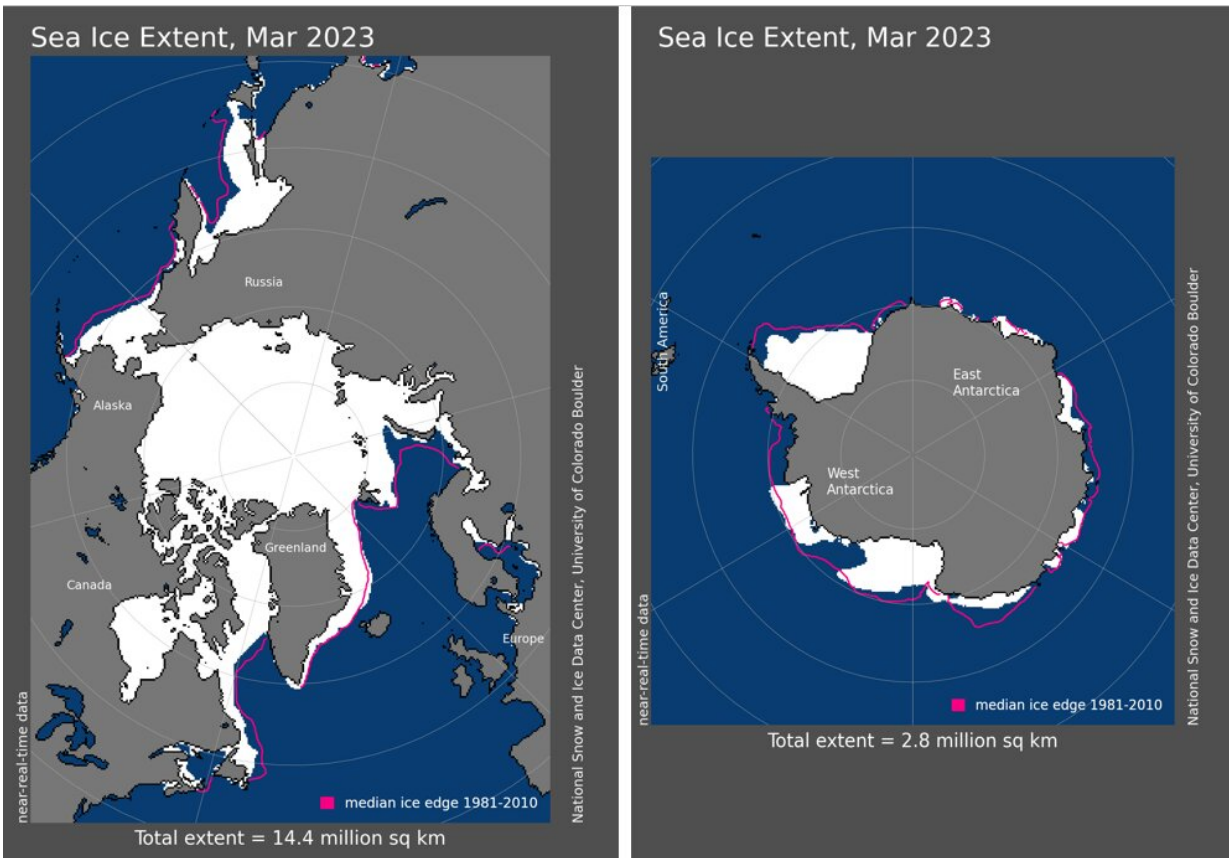 Sea Ice Extent, Mar 2023
Russia
Alaska
Greenland
Canada
Europe
near-real-time data
National Snow and Ice Data Center, University of Colorado Boulder
median ice edge 1981-2010
Total extent = 14.4 million sq km
Sea Ice Extent, Mar 2023
South America
East
Antarctica
West
Antarctica
near-real-time data
National Snow and Ice Data Center, University of Colorado Boulder
median ice edge 1981-2010
Total extent = 2.8 million sq km